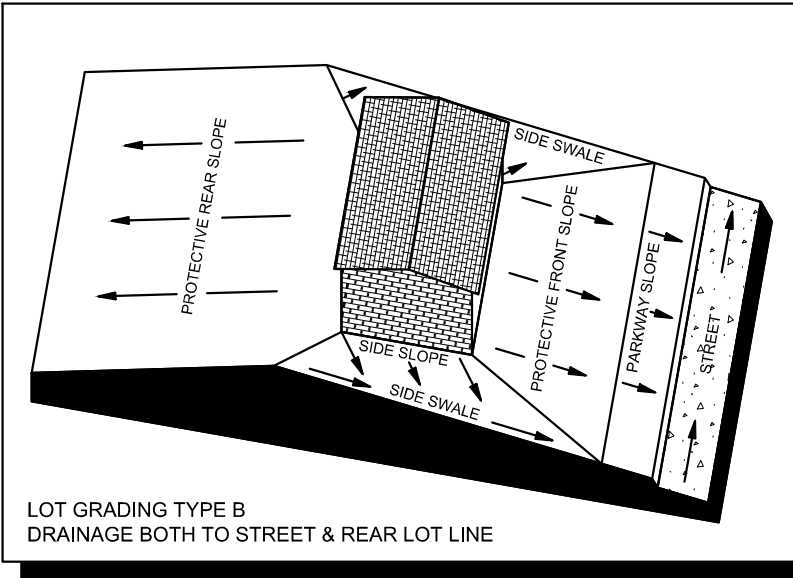 PROTECTIVE REAR SLOPE
SIDE SWALE
PROTECTIVE FRONT SLOPE
PARKWAY SLOPE
STREET
SIDE SLOPE
SIDE SWALE
LOT GRADING TYPE B
DRAINAGE BOTH TO STREET & REAR LOT LINE